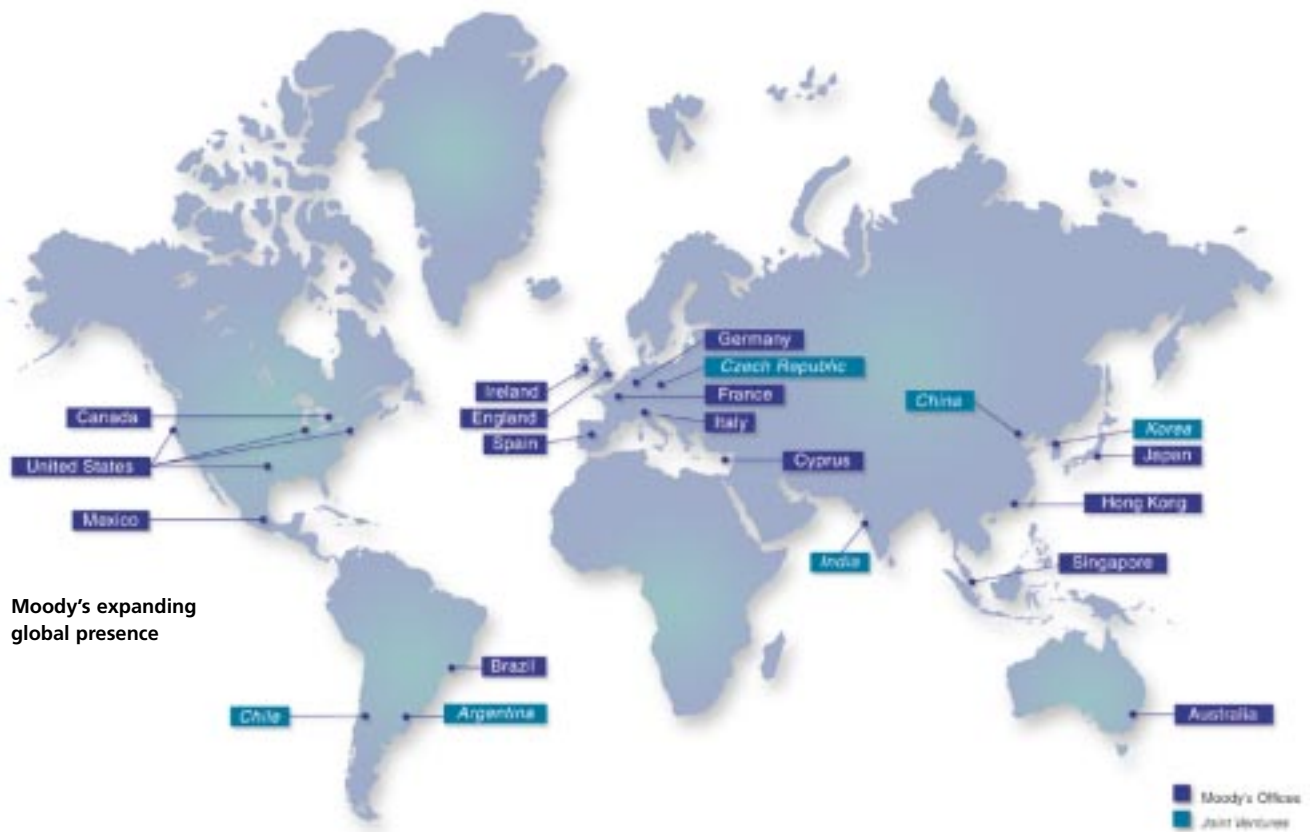 Germany
Czech Republic
Ireland
France
England
Italy
Spain
Cyprus
Canada
United States
Mexico
China
Korea
Japan
Hong Kong
India
Singapore
Moody's expanding
global presence
Brazil
Chile
Argentina
Australia
Moody's Offices
Joint Ventures